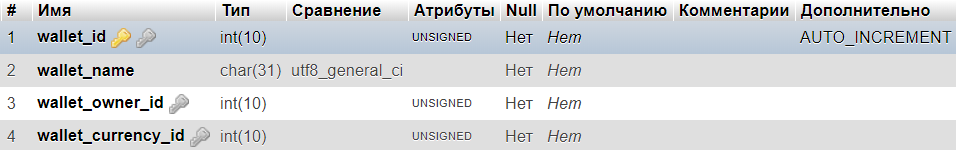 # Имя Тип Сравнение Атрибуты Null По умолчанию Комментарии Дополнительно
1 wallet_id int(10) UNSIGNED Нет Нет AUTO_INCREMENT
2 wallet_name char(31) utf8_general_ci Нет Нет
3 wallet_owner_id int(10) UNSIGNED Нет Нет
4 wallet_currency_id int(10) UNSIGNED Нет Нет